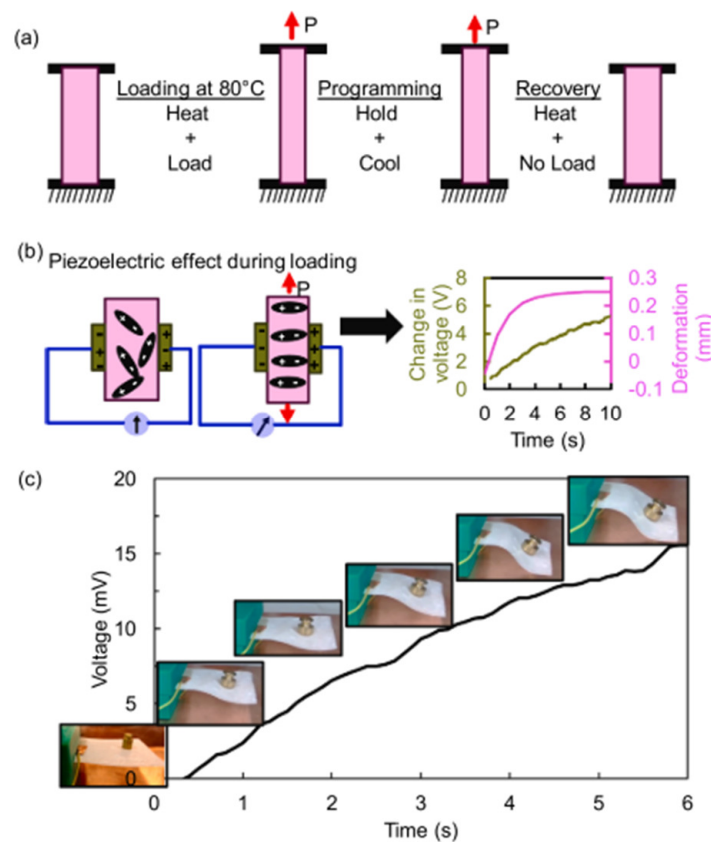 (a)
P
P
Loading at 80°C
Programming
Recovery
Heat
Hold
Heat
+
+
+
Load
Cool
No Load
(b)
Piezoelectric effect during loading
P
- + -
+ - +
Change in voltage (V)
8
6
4
2
0
0.3
0.2
0.1
0
-0.1
Deformation (mm)
0 2 4 6 8 10
Time (s)
(c)
Voltage (mV)
20
15
10
5
0
0 1 2 3 4 5 6
Time (s)